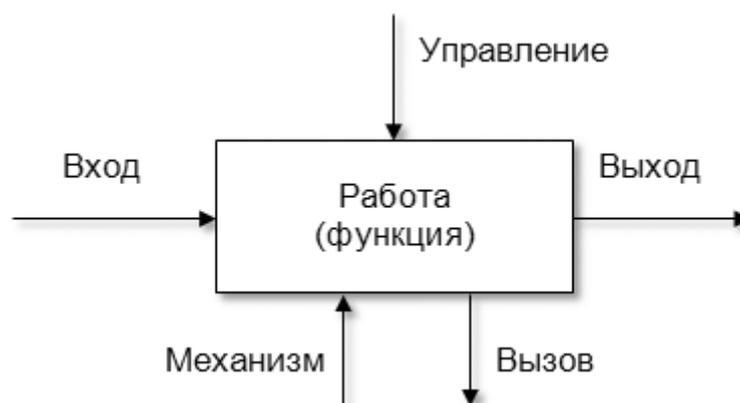 Управление
Вход
Выход
Работа
(функция)
Механизм
Вызов